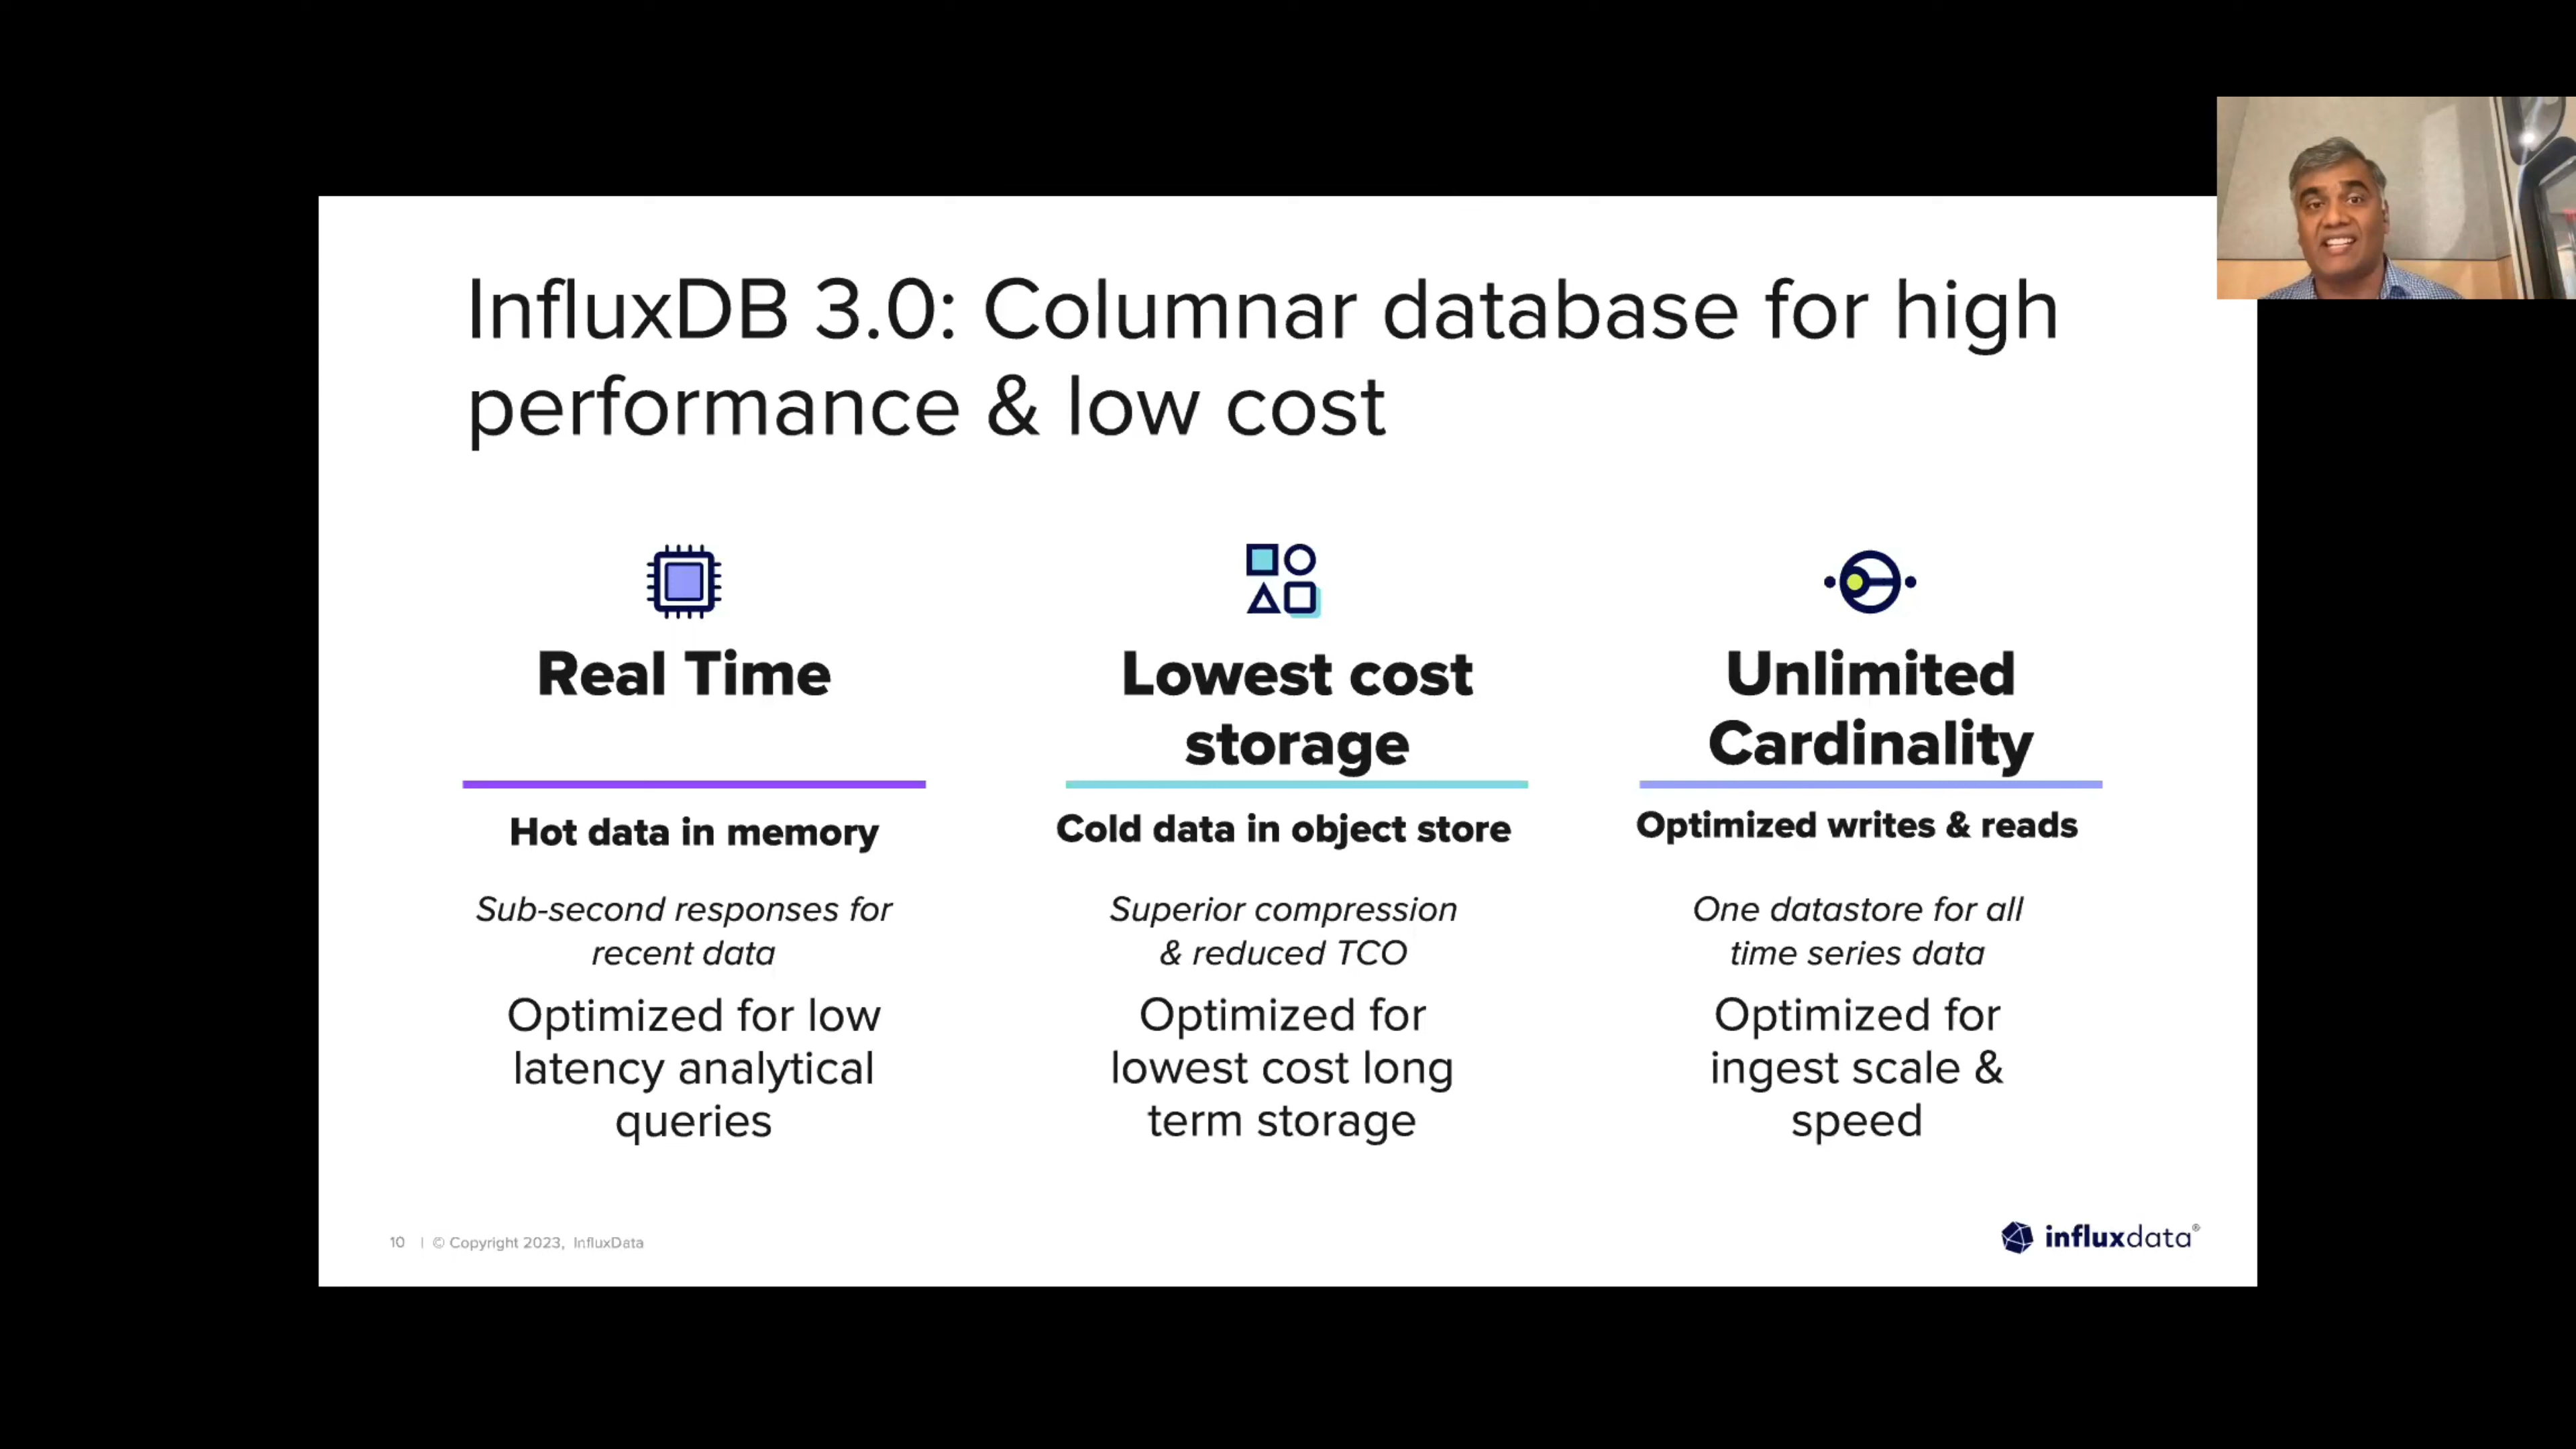 InfluxDB 3.0: Columnar database for high
performance & low cost
Real Time
Hot data in memory
Sub-second responses for
recent data
Optimized for low
latency analytical
queries
Lowest cost
storage
Cold data in object store
Superior compression
& reduced TCO
Optimized for
lowest cost long
term storage
Unlimited
Cardinality
Optimized writes & reads
One datastore for all
time series data
Optimized for
ingest scale &
speed
10 | © Copyright 2023, InfluxData
influxdata®